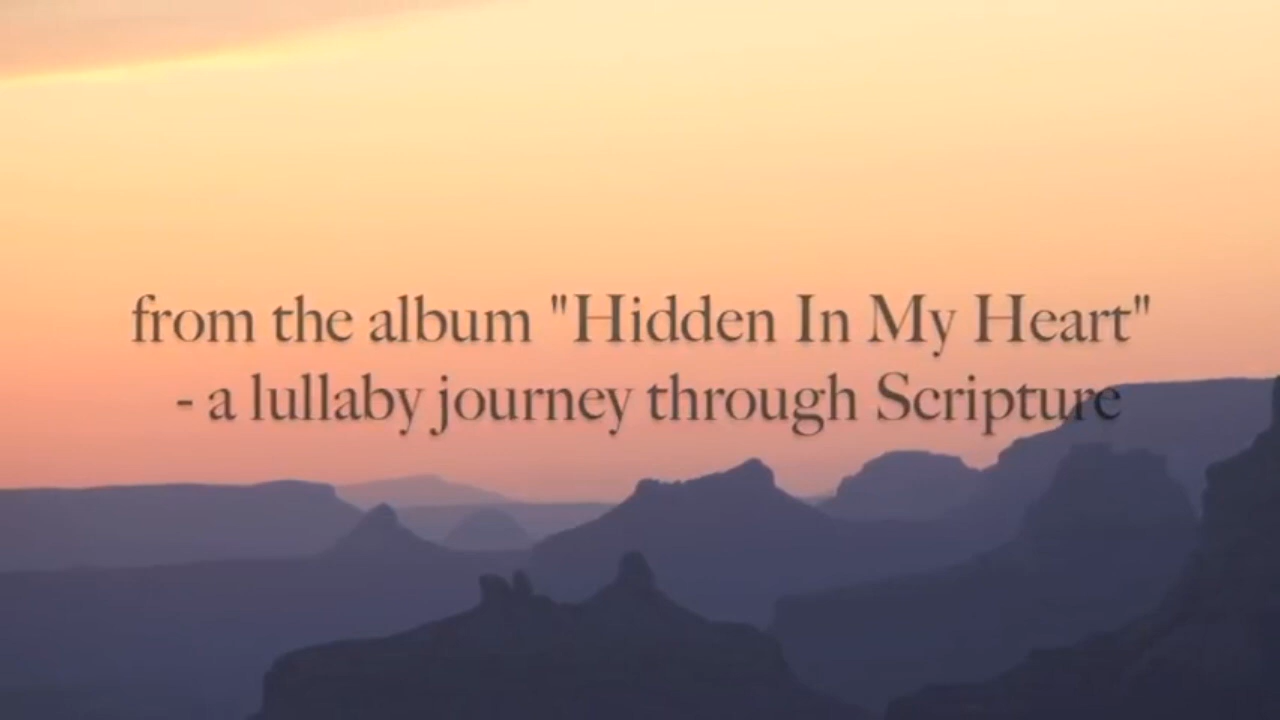 from the album "Hidden In My Heart"
- a lullaby journey through Scripture